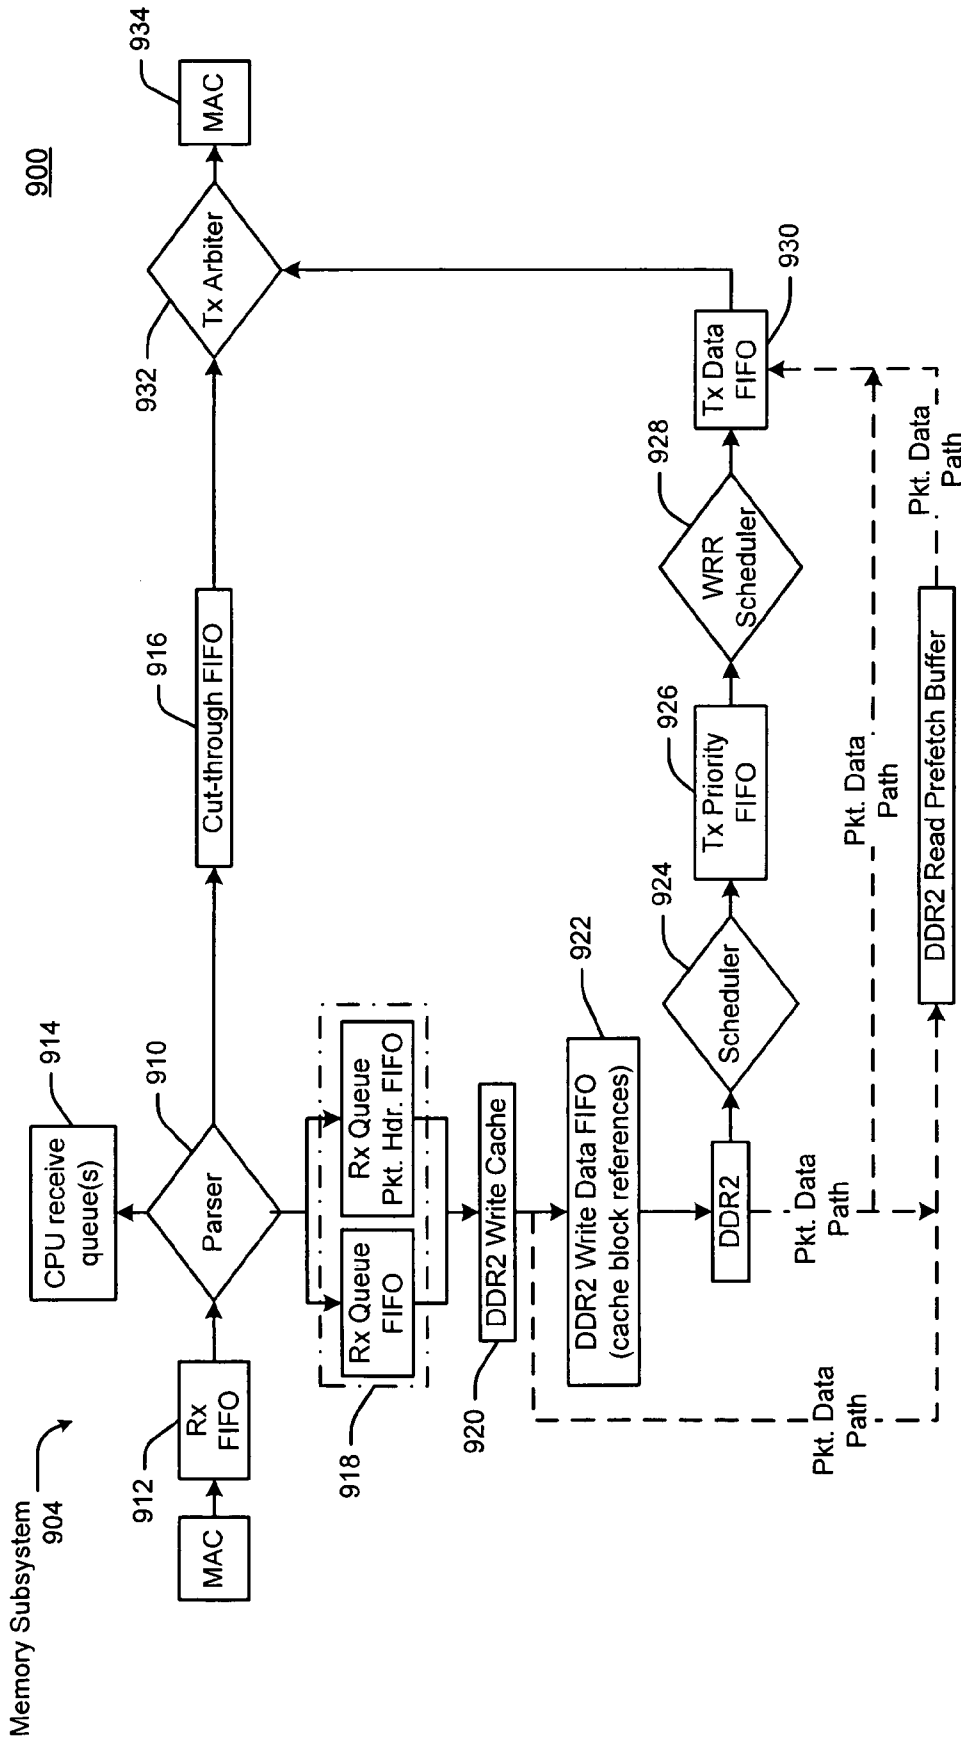 Memory Subsystem
904
900
MAC
912
Rx
FIFO
CPU receive
queue(s)
914
Parser
910
Cut-through FIFO
916
Tx Arbiter
932
MAC
934
918
Rx Queue
FIFO
Rx Queue
Pkt. Hdr. FIFO
DDR2 Write Cache
920
DDR2 Write Data FIFO
(cache block references)
922
DDR2
Scheduler
924
Tx Priority
FIFO
926
WRR
Scheduler
928
Tx Data
FIFO
930
Pkt. Data
Path
Pkt. Data
Path
Pkt. Data
Path
Pkt. Data
Path
DDR2 Read Prefetch Buffer